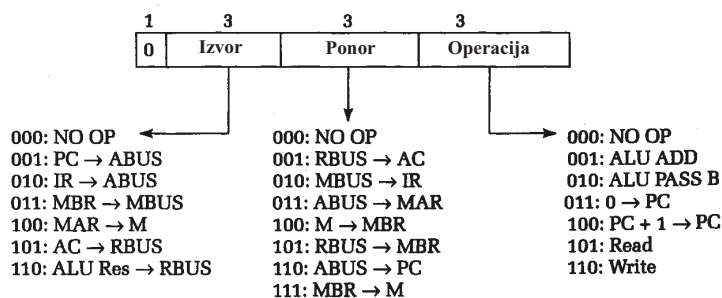 1 3 3 3
0 Izvor Ponor Operacija
000: NO OP
001: PC → ABUS
010: IR → ABUS
011: MBR → MBUS
100: MAR → M
101: AC → RBUS
110: ALU Res → RBUS
000: NO OP
001: RBUS → AC
010: MBUS → IR
011: ABUS → MAR
100: M → MBR
101: RBUS → MBR
110: ABUS → PC
111: MBR → M
000: NO OP
001: ALU ADD
010: ALU PASS B
011: 0 → PC
100: PC + 1 → PC
101: Read
110: Write